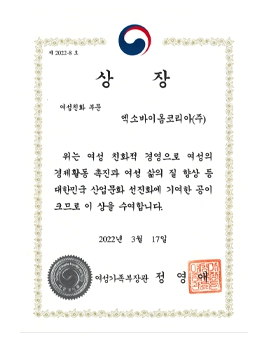 제 2022-8 호
상 장
여성친화 부문
엑소바이옴코리아(주)
위는 여성 친화적 경영으로 여성의
경제활동 촉진과 여성 삶의 질 향상 등
대한민국 산업문화 선진화에 기여한 공이
크므로 이 상을 수여합니다.
2022년 3월 17일
여성가족부장관 정 영 애